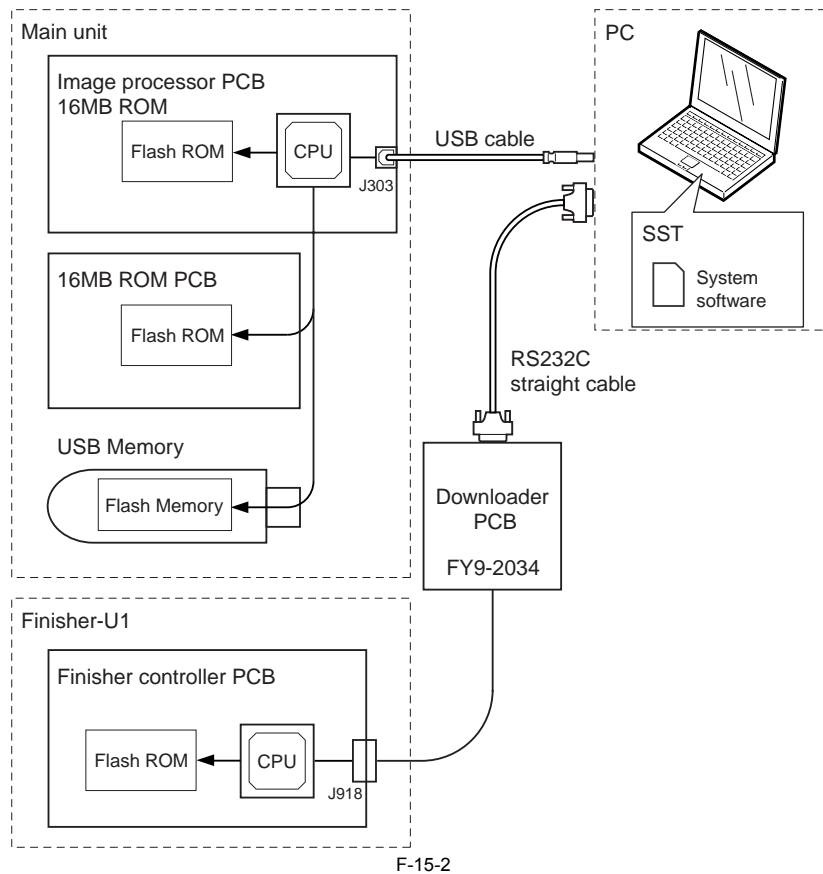 Main unit
Image processor PCB
16MB ROM
Flash ROM
CPU
J303
USB cable
PC
SST
System
software
16MB ROM PCB
Flash ROM
RS232C
straight cable
USB Memory
Flash Memory
Downloader
PCB
FY9-2034
Finisher-U1
Finisher controller PCB
Flash ROM
CPU
J918
F-15-2